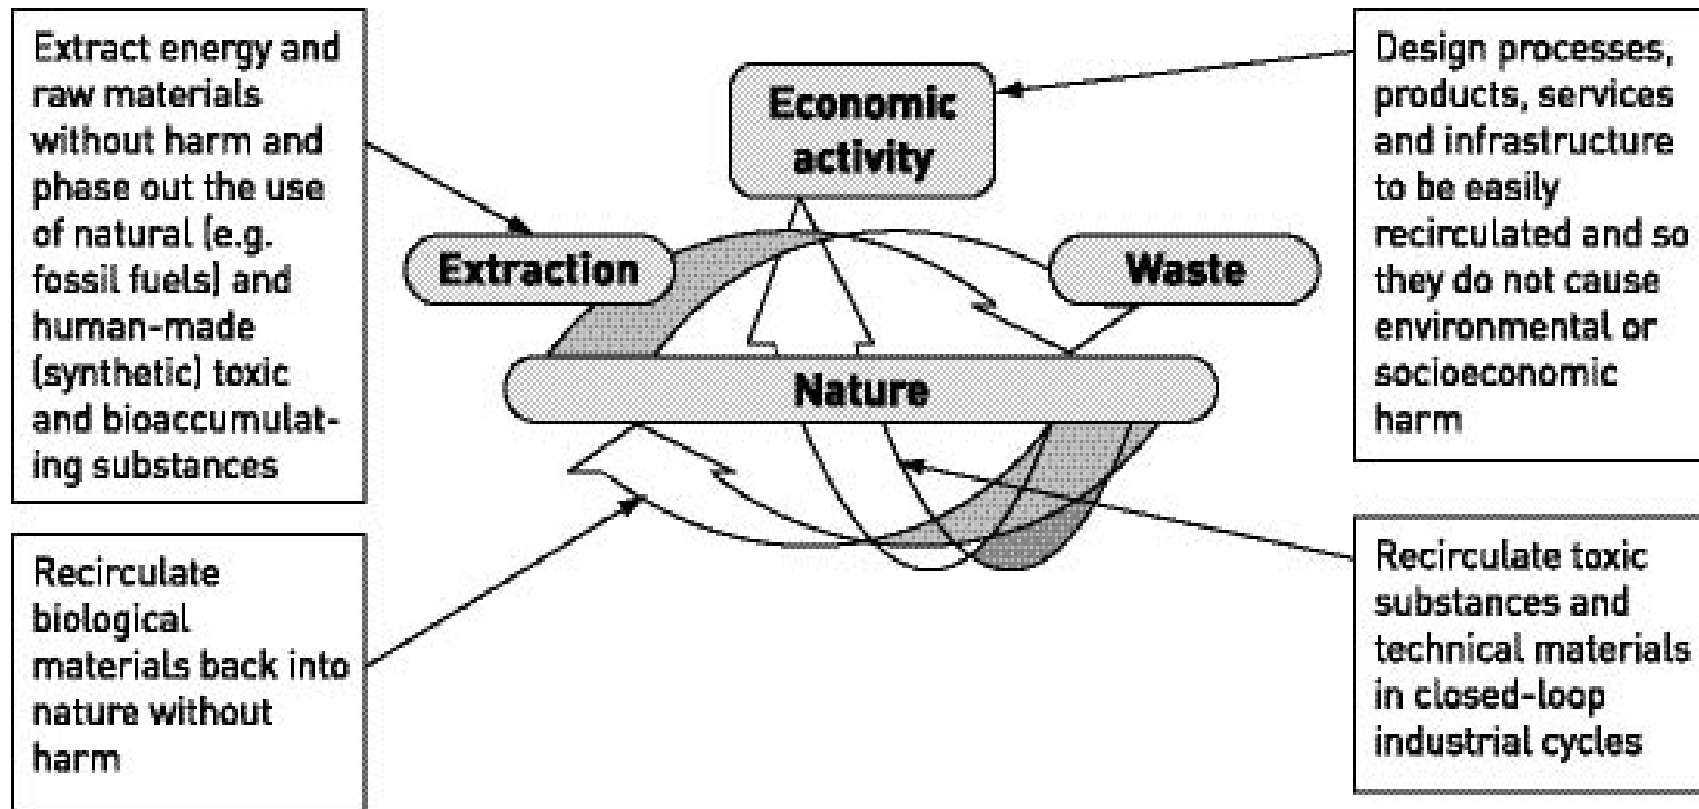 Extract energy and
raw materials
without harm and
phase out the use
of natural (e.g.
fossil fuels) and
human-made
(synthetic) toxic
and bioaccumulat-
ing substances
Economic
activity
Design processes,
products, services
and infrastructure
to be easily
recirculated and so
they do not cause
environmental or
socioeconomic
harm
Extraction
Waste
Nature
Recirculate
biological
materials back into
nature without
harm
Recirculate toxic
substances and
technical materials
in closed-loop
industrial cycles